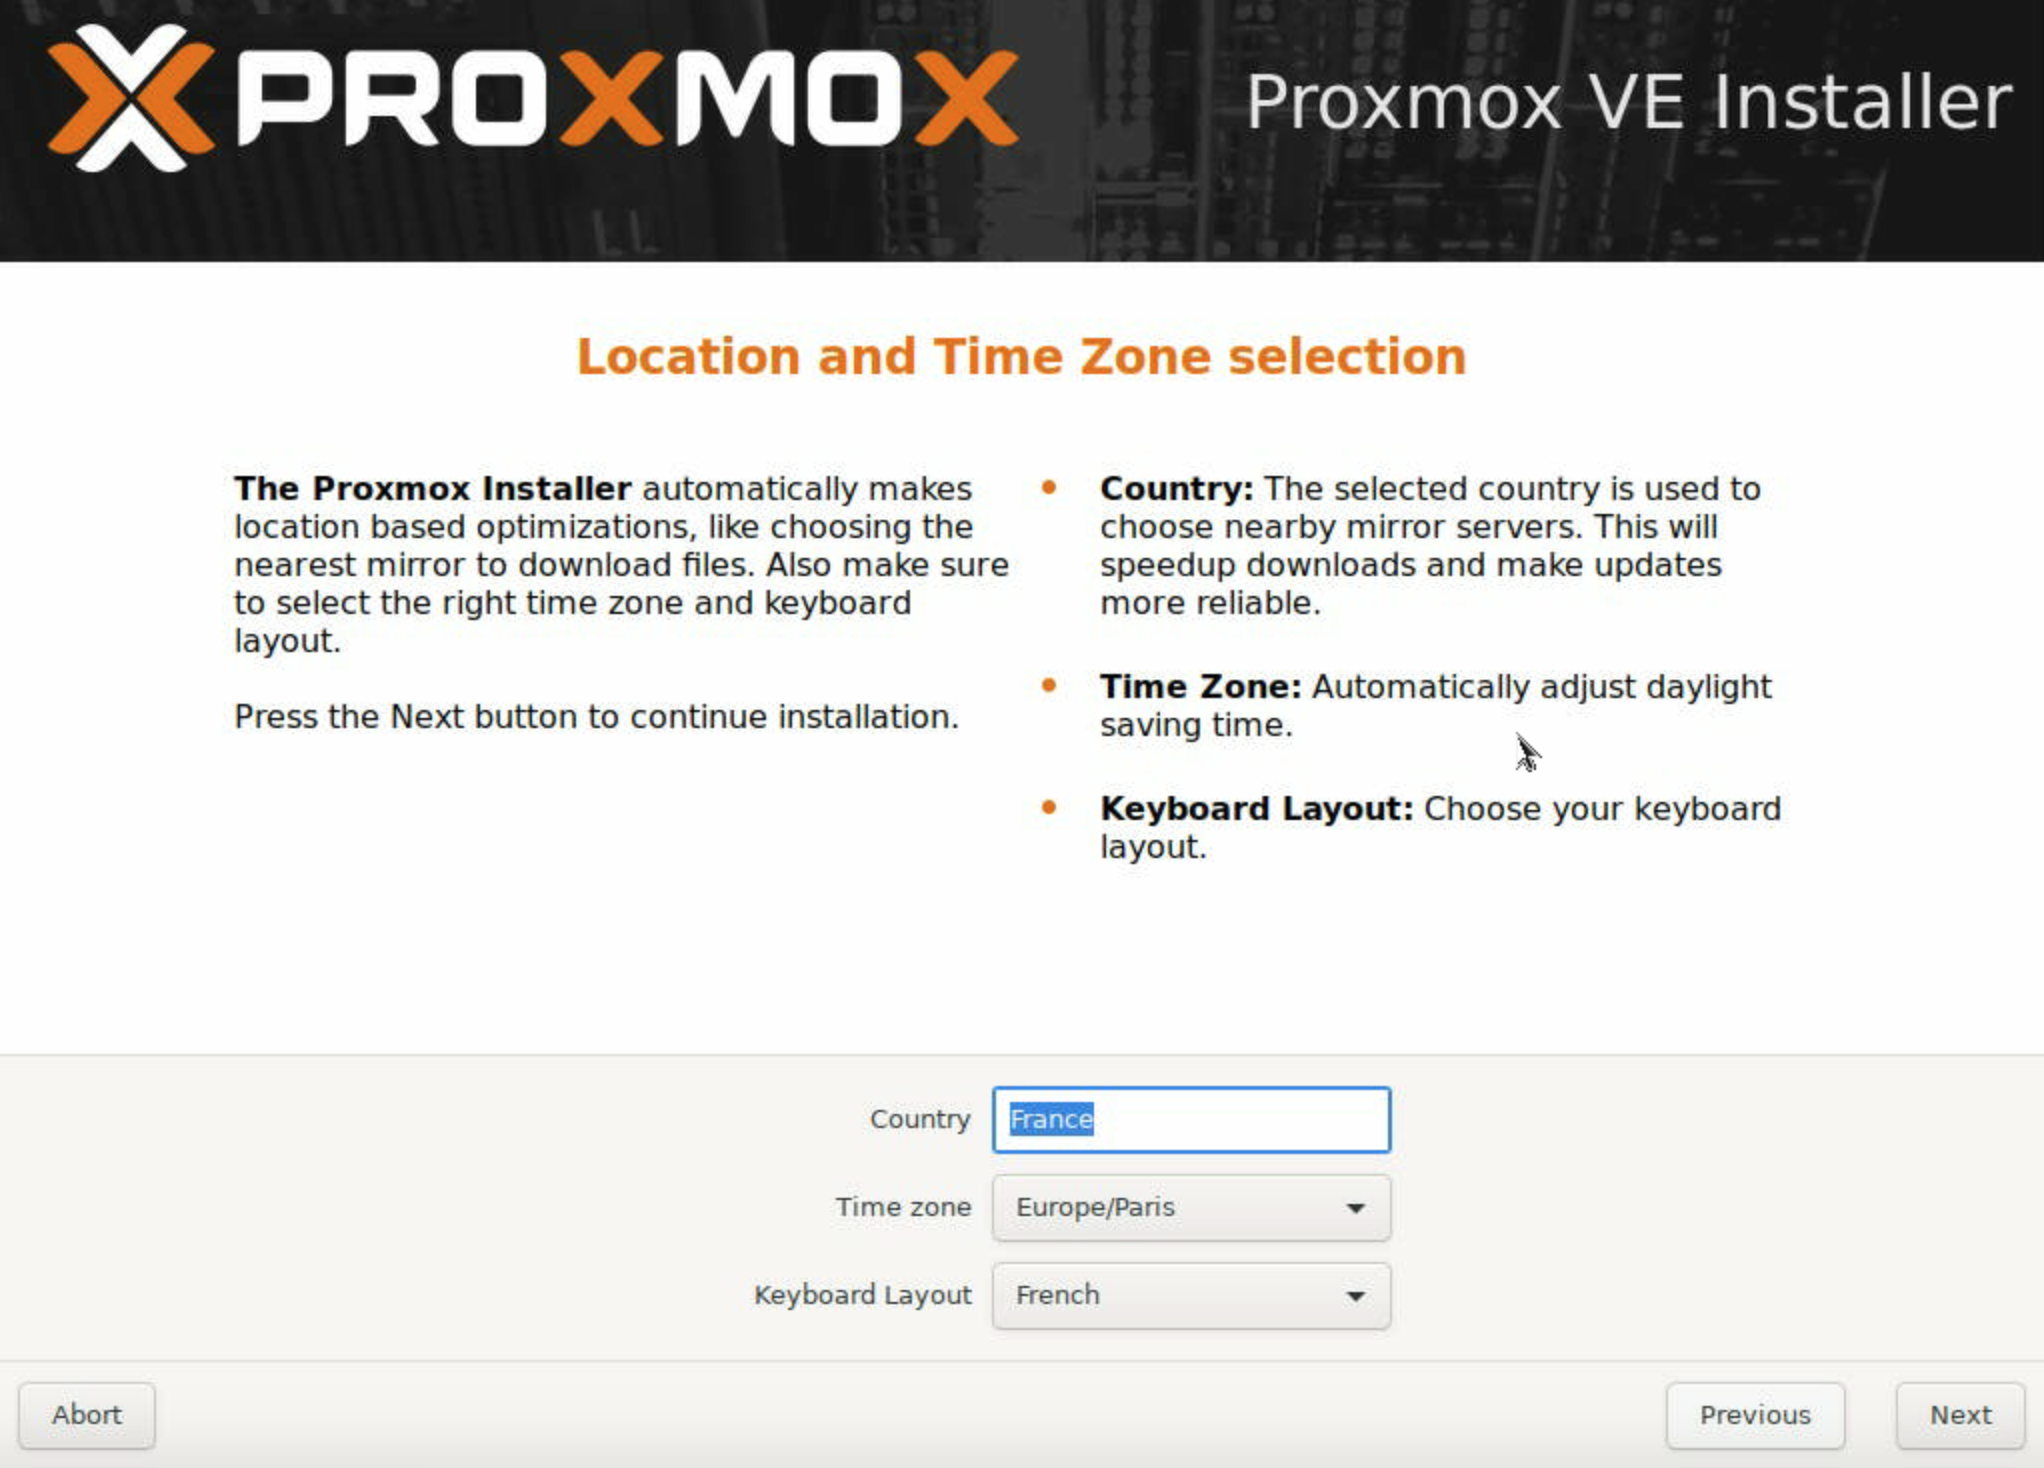 PROXMOX
Proxmox VE Installer
Location and Time Zone selection
The Proxmox Installer automatically makes
location based optimizations, like choosing the
nearest mirror to download files. Also make sure
to select the right time zone and keyboard
layout.
Press the Next button to continue installation.
Country: The selected country is used to
choose nearby mirror servers. This will
speedup downloads and make updates
more reliable.
Time Zone: Automatically adjust daylight
saving time.
Keyboard Layout: Choose your keyboard
layout.
Country France
Time zone Europe/Paris
Keyboard Layout French
Abort Previous Next